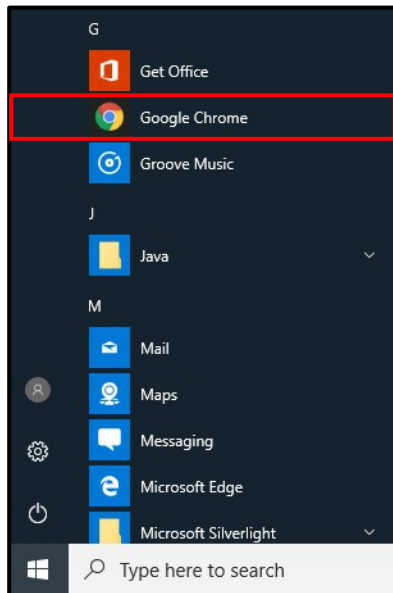 G
Get Office
Google Chrome
Groove Music
J
Java
M
Mail
Maps
Messaging
Microsoft Edge
Microsoft Silverlight
Type here to search